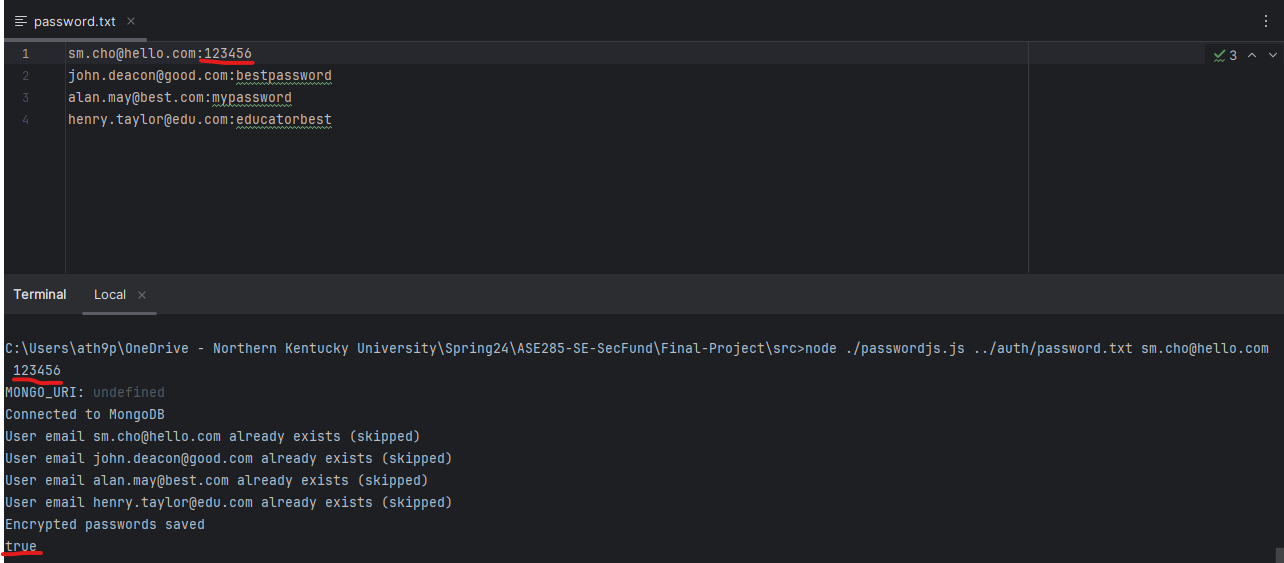 password.txt
1 sm.cho@hello.com:123456
3
2 john.deacon@good.com:bestpassword
3 alan.may@best.com:mypassword
4 henry.taylor@edu.com:educatorbest
Terminal Local
C:\Users\ath9p\OneDrive - Northern Kentucky University\Spring24\ASE285-SE-SecFund\Final-Project\src>node ./passwordjs.js ../auth/password.txt sm.cho@hello.com
123456
MONGO_URI: undefined
Connected to MongoDB
User email sm.cho@hello.com already exists (skipped)
User email john.deacon@good.com already exists (skipped)
User email alan.may@best.com already exists (skipped)
User email henry.taylor@edu.com already exists (skipped)
Encrypted passwords saved
true